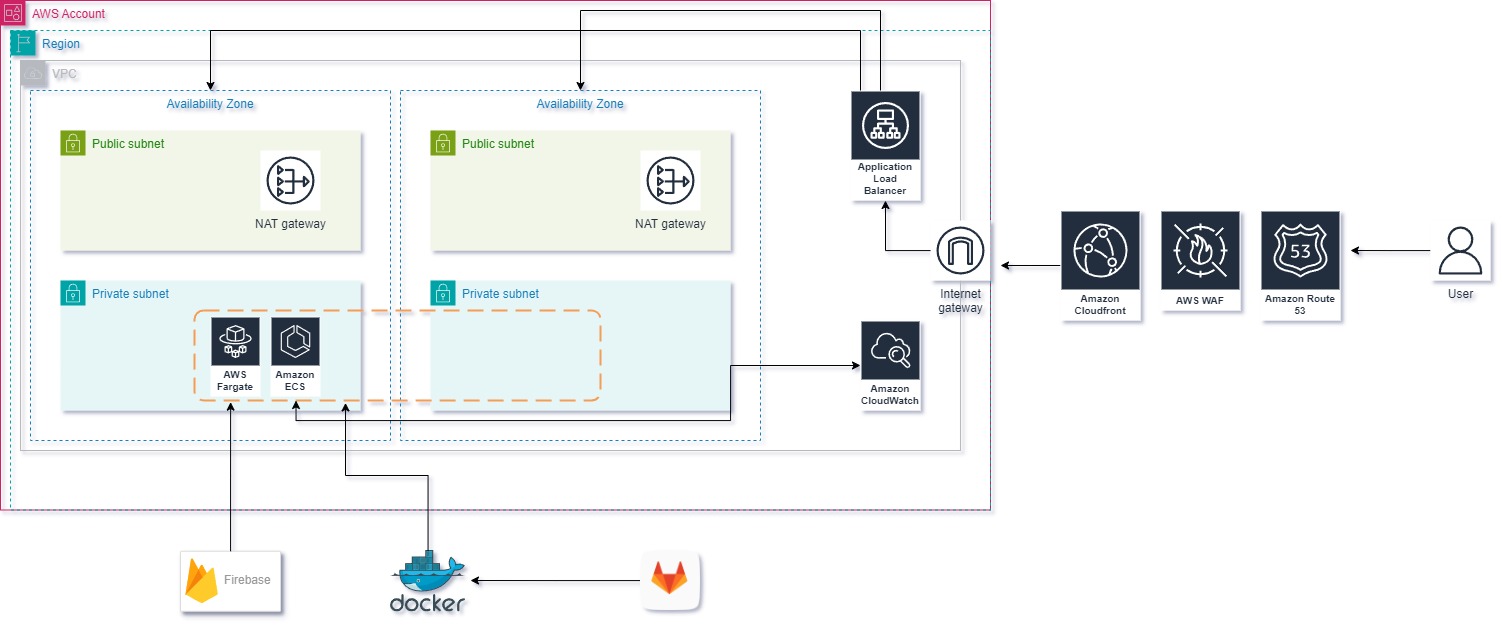 AWS Account
Region
VPC
Availability Zone
Availability Zone
Public subnet
NAT gateway
Public subnet
NAT gateway
Application
Load
Balancer
Private subnet
AWS
Fargate
Amazon
ECS
Private subnet
Internet
gateway
Amazon
CloudWatch
Amazon
Cloudfront
AWS WAF
53
Amazon Route
53
User
Firebase
docker